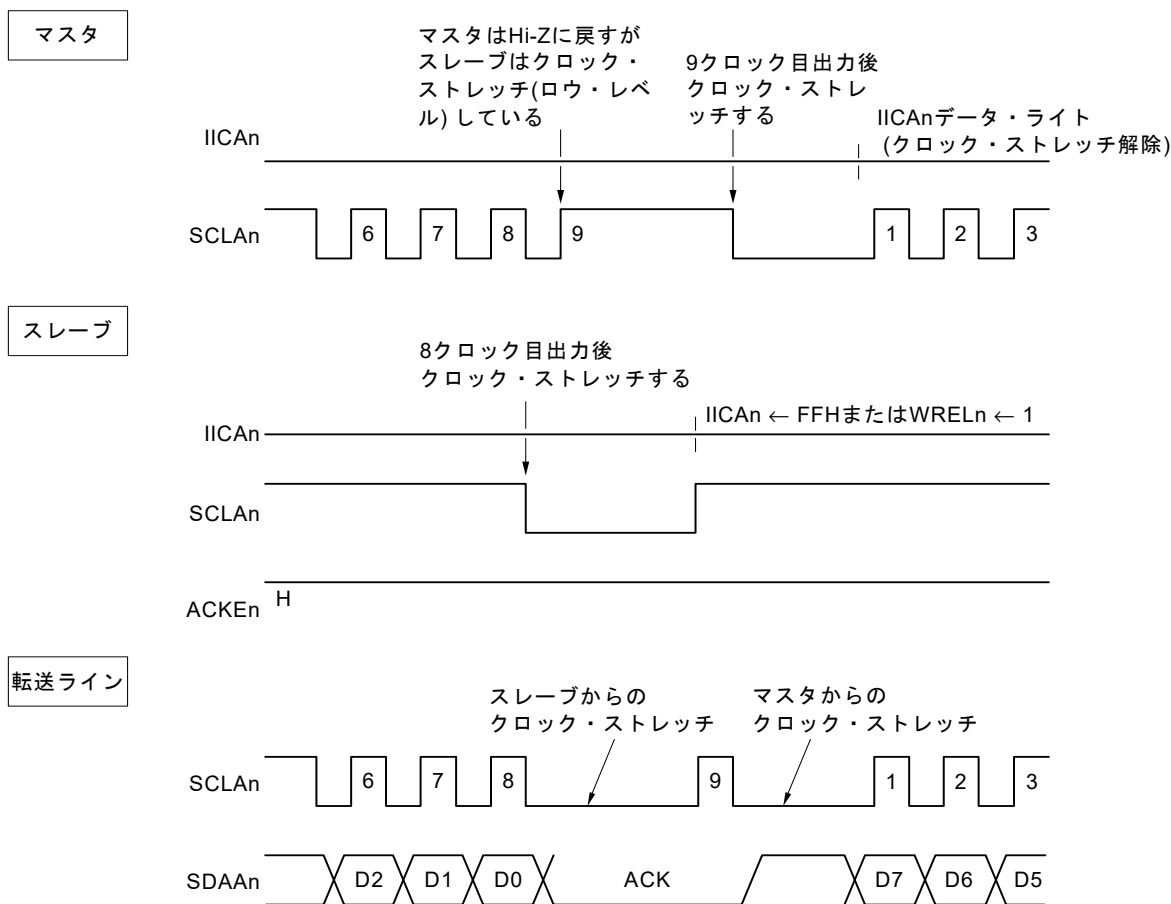 マスタ
マスタはHi-Zに戻すが
スレーブはクロック・
ストレッチ(ロウ・レベ
ル) している
9クロック目出力後
クロック・ストレ
ッチする
IICAnデータ・ライト
(クロック・ストレッチ解除)
IICAn
SCLAn
6 7 8 9 1 2 3
スレーブ
8クロック目出力後
クロック・ストレッチする
IICAn ← FFHまたはWRELn ← 1
IICAn
SCLAn
ACKEn H
転送ライン
スレーブからの
クロック・ストレッチ
マスタからの
クロック・ストレッチ
SCLAn 6 7 8 9 1 2 3
SDAAn D2 D1 D0 ACK D7 D6 D5